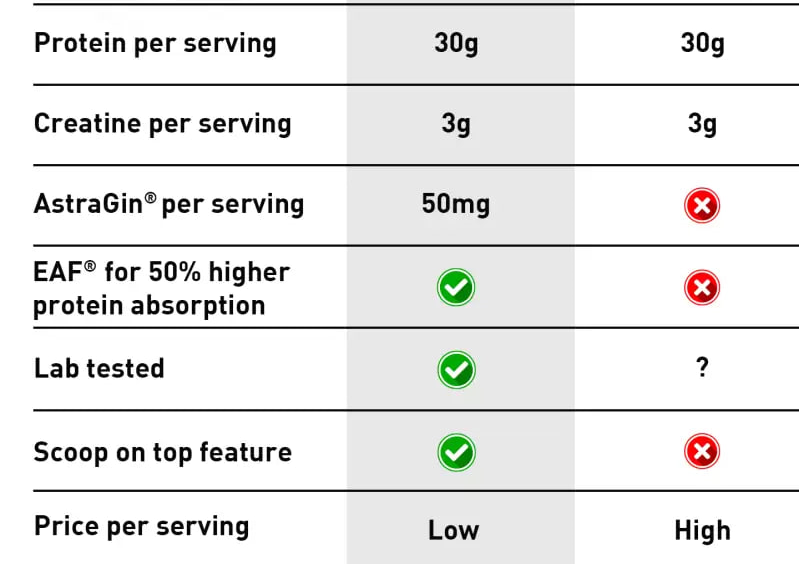 Protein per serving 30g 30g
Creatine per serving 3g 3g
AstraGin® per serving 50mg
EAF® for 50% higher
protein absorption
Lab tested ?
Scoop on top feature
Price per serving Low High